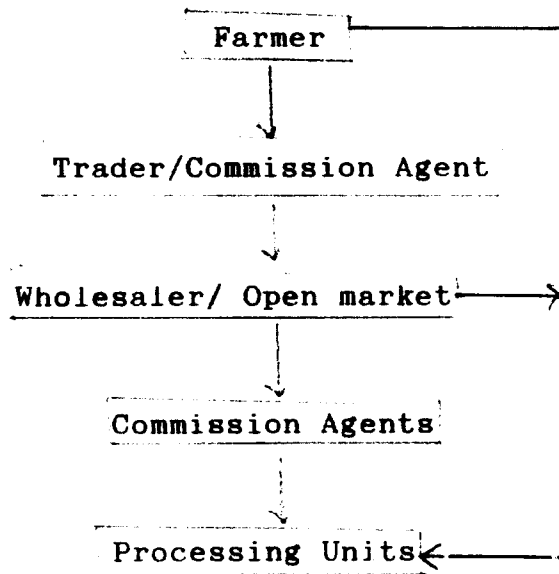 Farmer
Trader/Commission Agent
Wholesaler/ Open market
Commission Agents
Processing Units